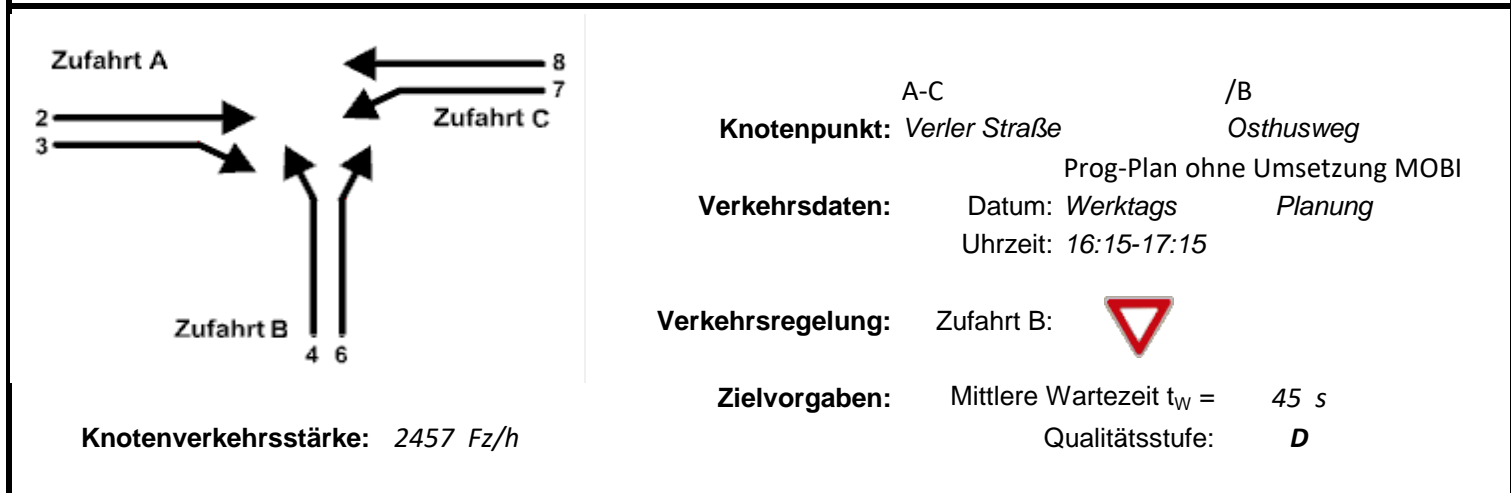 Zufahrt A
8
7
Zufahrt C
2
3
Zufahrt B
4 6
Knotenverkehrsstärke: 2457 Fz/h
A-C /B
Knotenpunkt: Verler Straße Osthusweg
Prog-Plan ohne Umsetzung MOBI
Verkehrsdaten: Datum: Werktags Planung
Uhrzeit: 16:15-17:15
Verkehrsregelung: Zufahrt B:
Zielvorgaben: Mittlere Wartezeit tW = 45 s
Qualitätsstufe: D